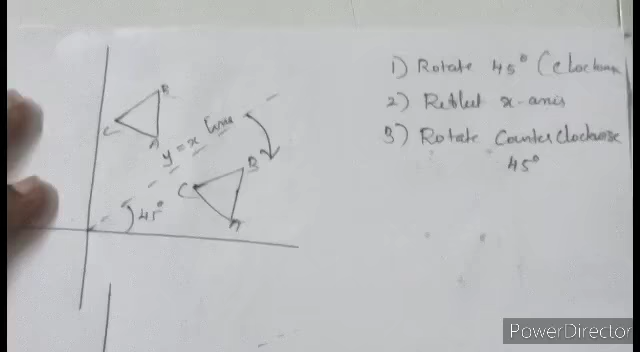 1) Rotate 45° (Clockwise
2) Reflect x-axis
3) Rotate Counter Clockwise
45°
B
C
A
y = x line
B
C
A
45°
PowerDirector